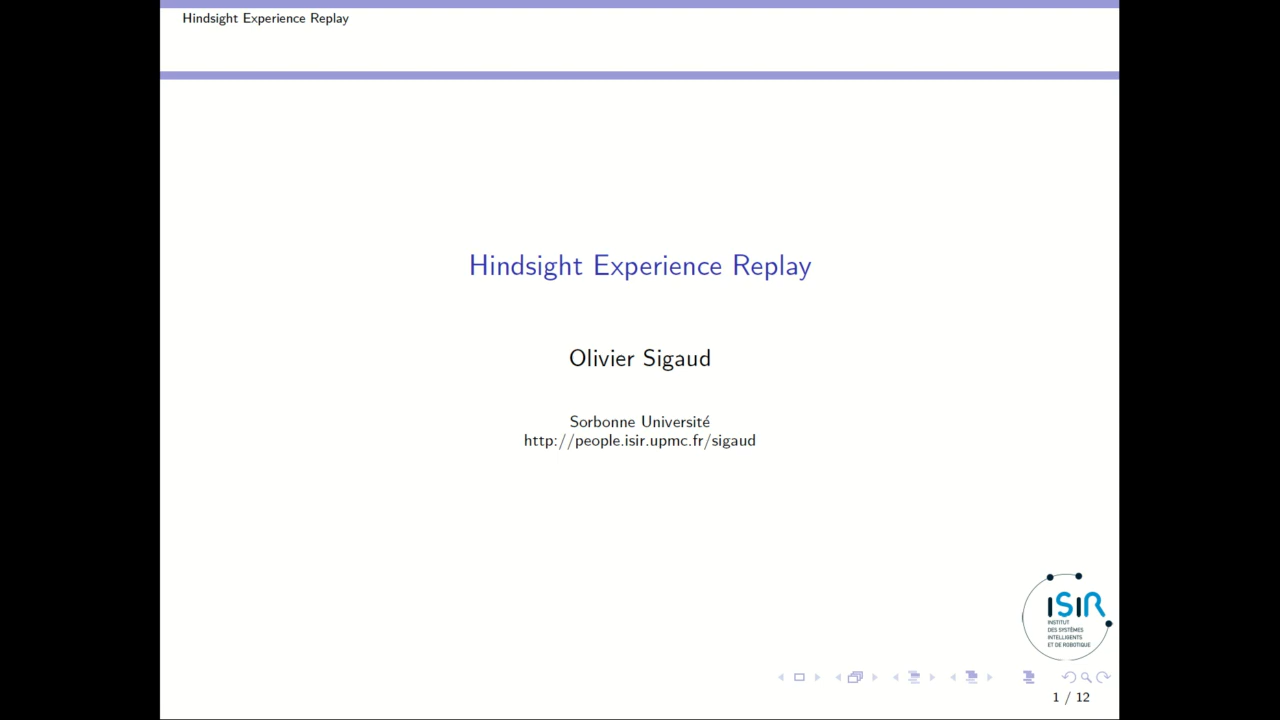 Hindsight Experience Replay
Hindsight Experience Replay
Olivier Sigaud
Sorbonne Université
http://people.isir.upmc.fr/sigaud
ISIR
INSTITUT
DES SYSTÈMES
INTELLIGENTS
ET DE ROBOTIQUE
1 / 12